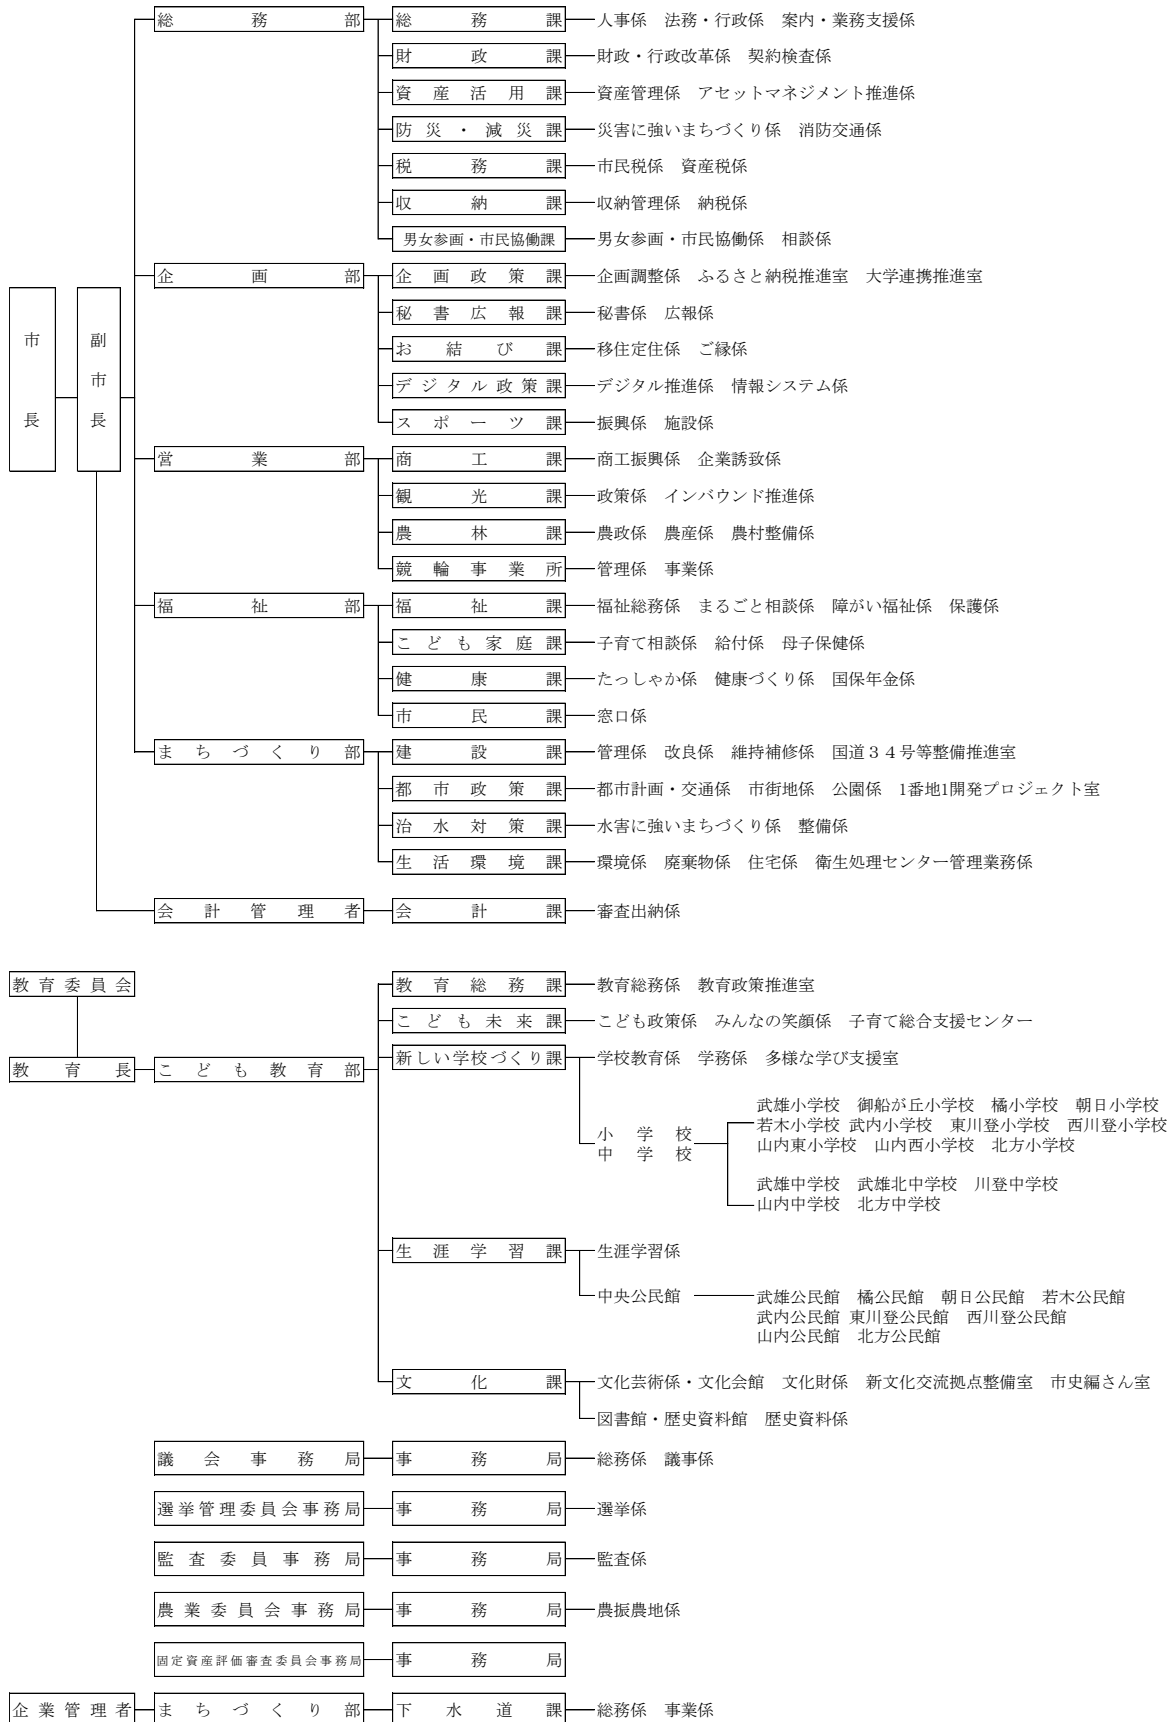 総務部 総務課 人事係 法務・行政係 案内・業務支援係
財政課 財政・行政改革係 契約検査係
資産活用課 資産管理係 アセットマネジメント推進係
防災・減災課 災害に強いまちづくり係 消防交通係
税務課 市民税係 資産税係
収納課 収納管理係 納税係
男女参画・市民協働課 男女参画・市民協働係 相談係
企画部 企画政策課 企画調整係 ふるさと納税推進室 大学連携推進室
秘書広報課 秘書係 広報係
市長
副市長
お結び課 移住定住係 ご縁係
デジタル政策課 デジタル推進係 情報システム係
スポーツ課 振興係 施設係
営業部 商工課 商工振興係 企業誘致係
観光課 政策係 インバウンド推進係
農林課 農政係 農産係 農村整備係
競輪事業所 管理係 事業係
福祉部 福祉課 福祉総務係 まるごと相談係 障がい福祉係 保護係
こども家庭課 子育て相談係 給付係 母子保健係
健康課 たっしゃか係 健康づくり係 国保年金係
市民課 窓口係
まちづくり部 建設課 管理係 改良係 維持補修係 国道34号等整備推進室
都市政策課 都市計画・交通係 市街地係 公園係 1番地1開発プロジェクト室
治水対策課 水害に強いまちづくり係 整備係
生活環境課 環境係 廃棄物係 住宅係 衛生処理センター管理業務係
会計管理者 会計課 審査出納係
教育委員会 教育総務課 教育総務係 教育政策推進室
こども未来課 こども政策係 みんなの笑顔係 子育て総合支援センター
教育長 こども教育部 新しい学校づくり課 学校教育係 学務係 多様な学び支援室
武雄小学校 御船が丘小学校 橘小学校 朝日小学校
若木小学校 武内小学校 東川登小学校 西川登小学校
山内東小学校 山内西小学校 北方小学校
小学校
中学校
武雄中学校 武雄北中学校 川登中学校
山内中学校 北方中学校
生涯学習課 生涯学習係
中央公民館 武雄公民館 橘公民館 朝日公民館 若木公民館
武内公民館 東川登公民館 西川登公民館
山内公民館 北方公民館
文化課 文化芸術係・文化会館 文化財係 新文化交流拠点整備室 市史編さん室
図書館・歴史資料館 歴史資料係
議会事務局 事務局 総務係 議事係
選挙管理委員会事務局 事務局 選挙係
監査委員事務局 事務局 監査係
農業委員会事務局 事務局 農振農地係
固定資産評価審査委員会事務局 事務局
企業管理者 まちづくり部 下水道課 総務係 事業係